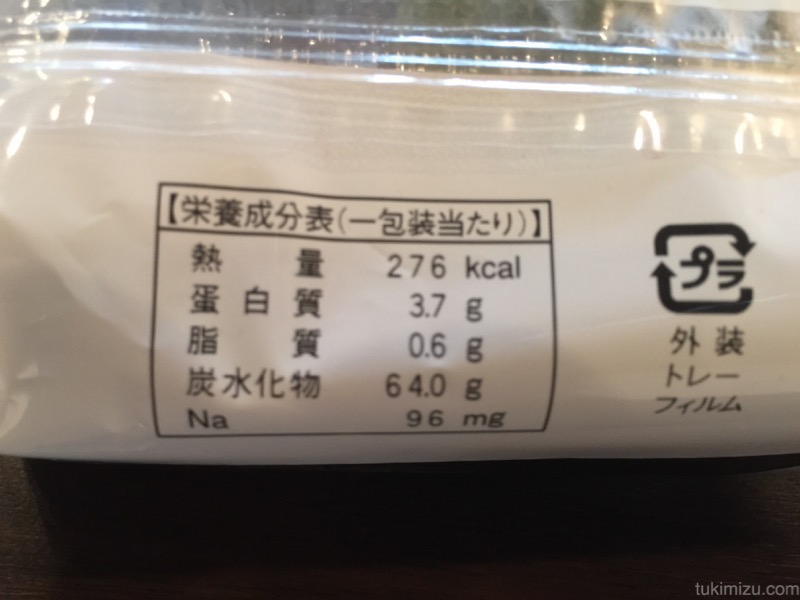 【栄養成分表(一包装当たり)】
熱量 276 kcal
蛋白質 3.7 g
脂質 0.6 g
炭水化物 64.0 g
Na 96 mg
プラ
外装
トレー
フィルム
tukimizu.com